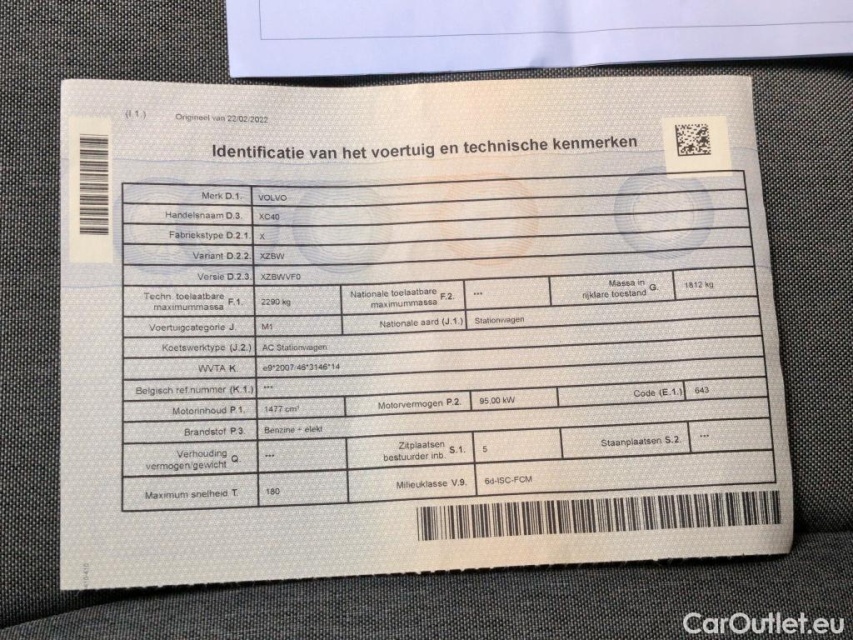 (I.1.) Origineel van 22/02/2022
Identificatie van het voertuig en technische kenmerken
Merk D.1. VOLVO
Handelsnaam D.3. XC40
Fabriekstype D.2.1. X
Variant D.2.2. XZBW
Versie D.2.3. XZBWVF0
Techn. toelaatbare maximummassa F.1. 2290 kg Nationale toelaatbare maximummassa F.2. *** Massa in rijklare toestand G. 1812 kg
Voertuigcategorie J. M1 Nationale aard (J.1.) Stationwagen
Koetswerktype (J.2.) AC Stationwagen
WVTA K. e9*2007/46*3146*14
Belgisch ref.nummer (K.1.) ***
Motorinhoud P.1. 1477 cm³ Motorvermogen P.2. 95,00 kW Code (E.1.) 643
Brandstof P.3. Benzine + elekt
Verhouding vermogen/gewicht Q *** Zitplaatsen bestuurder inb. S.1. 5 Staanplaatsen S.2. ***
Maximum snelheid T. 180 Milieuklasse V.9. 6d-ISC-FCM
CarOutlet.eu